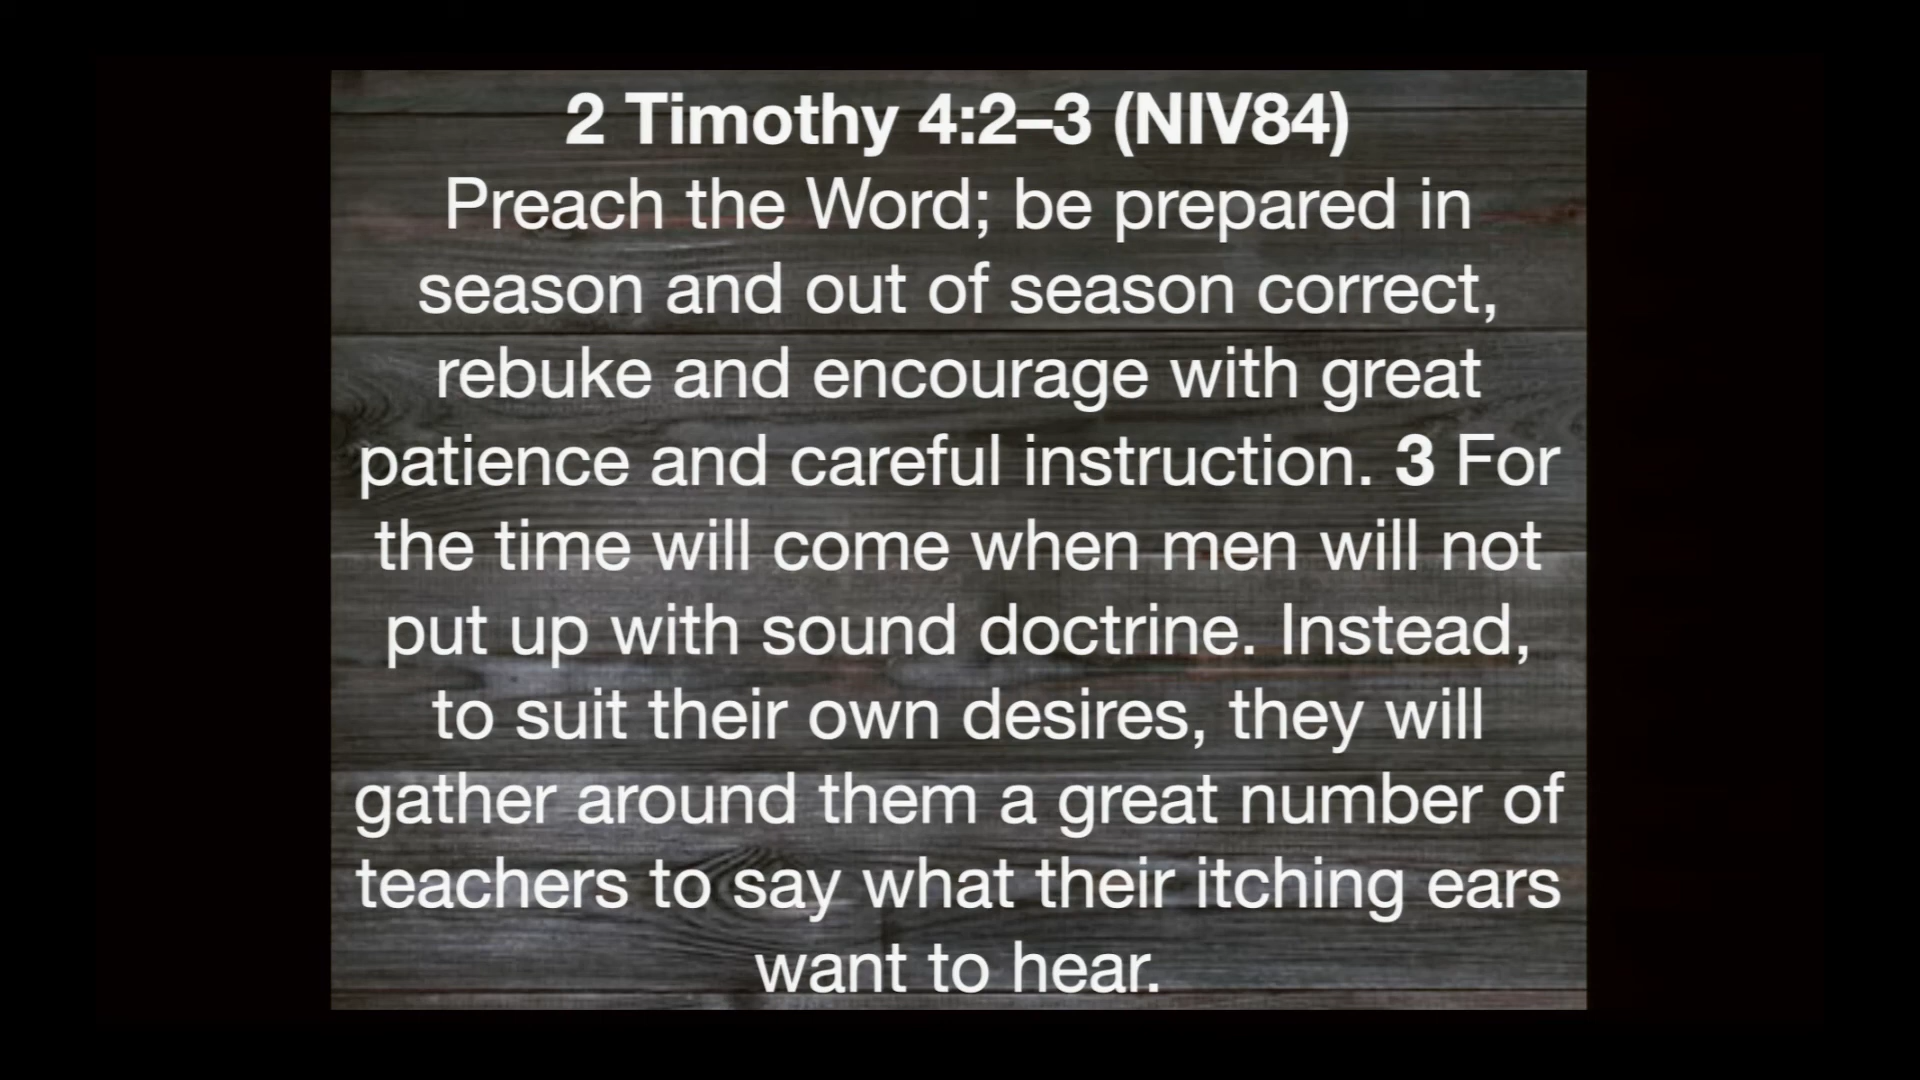 2 Timothy 4:2–3 (NIV84)
Preach the Word; be prepared in
season and out of season correct,
rebuke and encourage with great
patience and careful instruction. 3 For
the time will come when men will not
put up with sound doctrine. Instead,
to suit their own desires, they will
gather around them a great number of
teachers to say what their itching ears
want to hear.